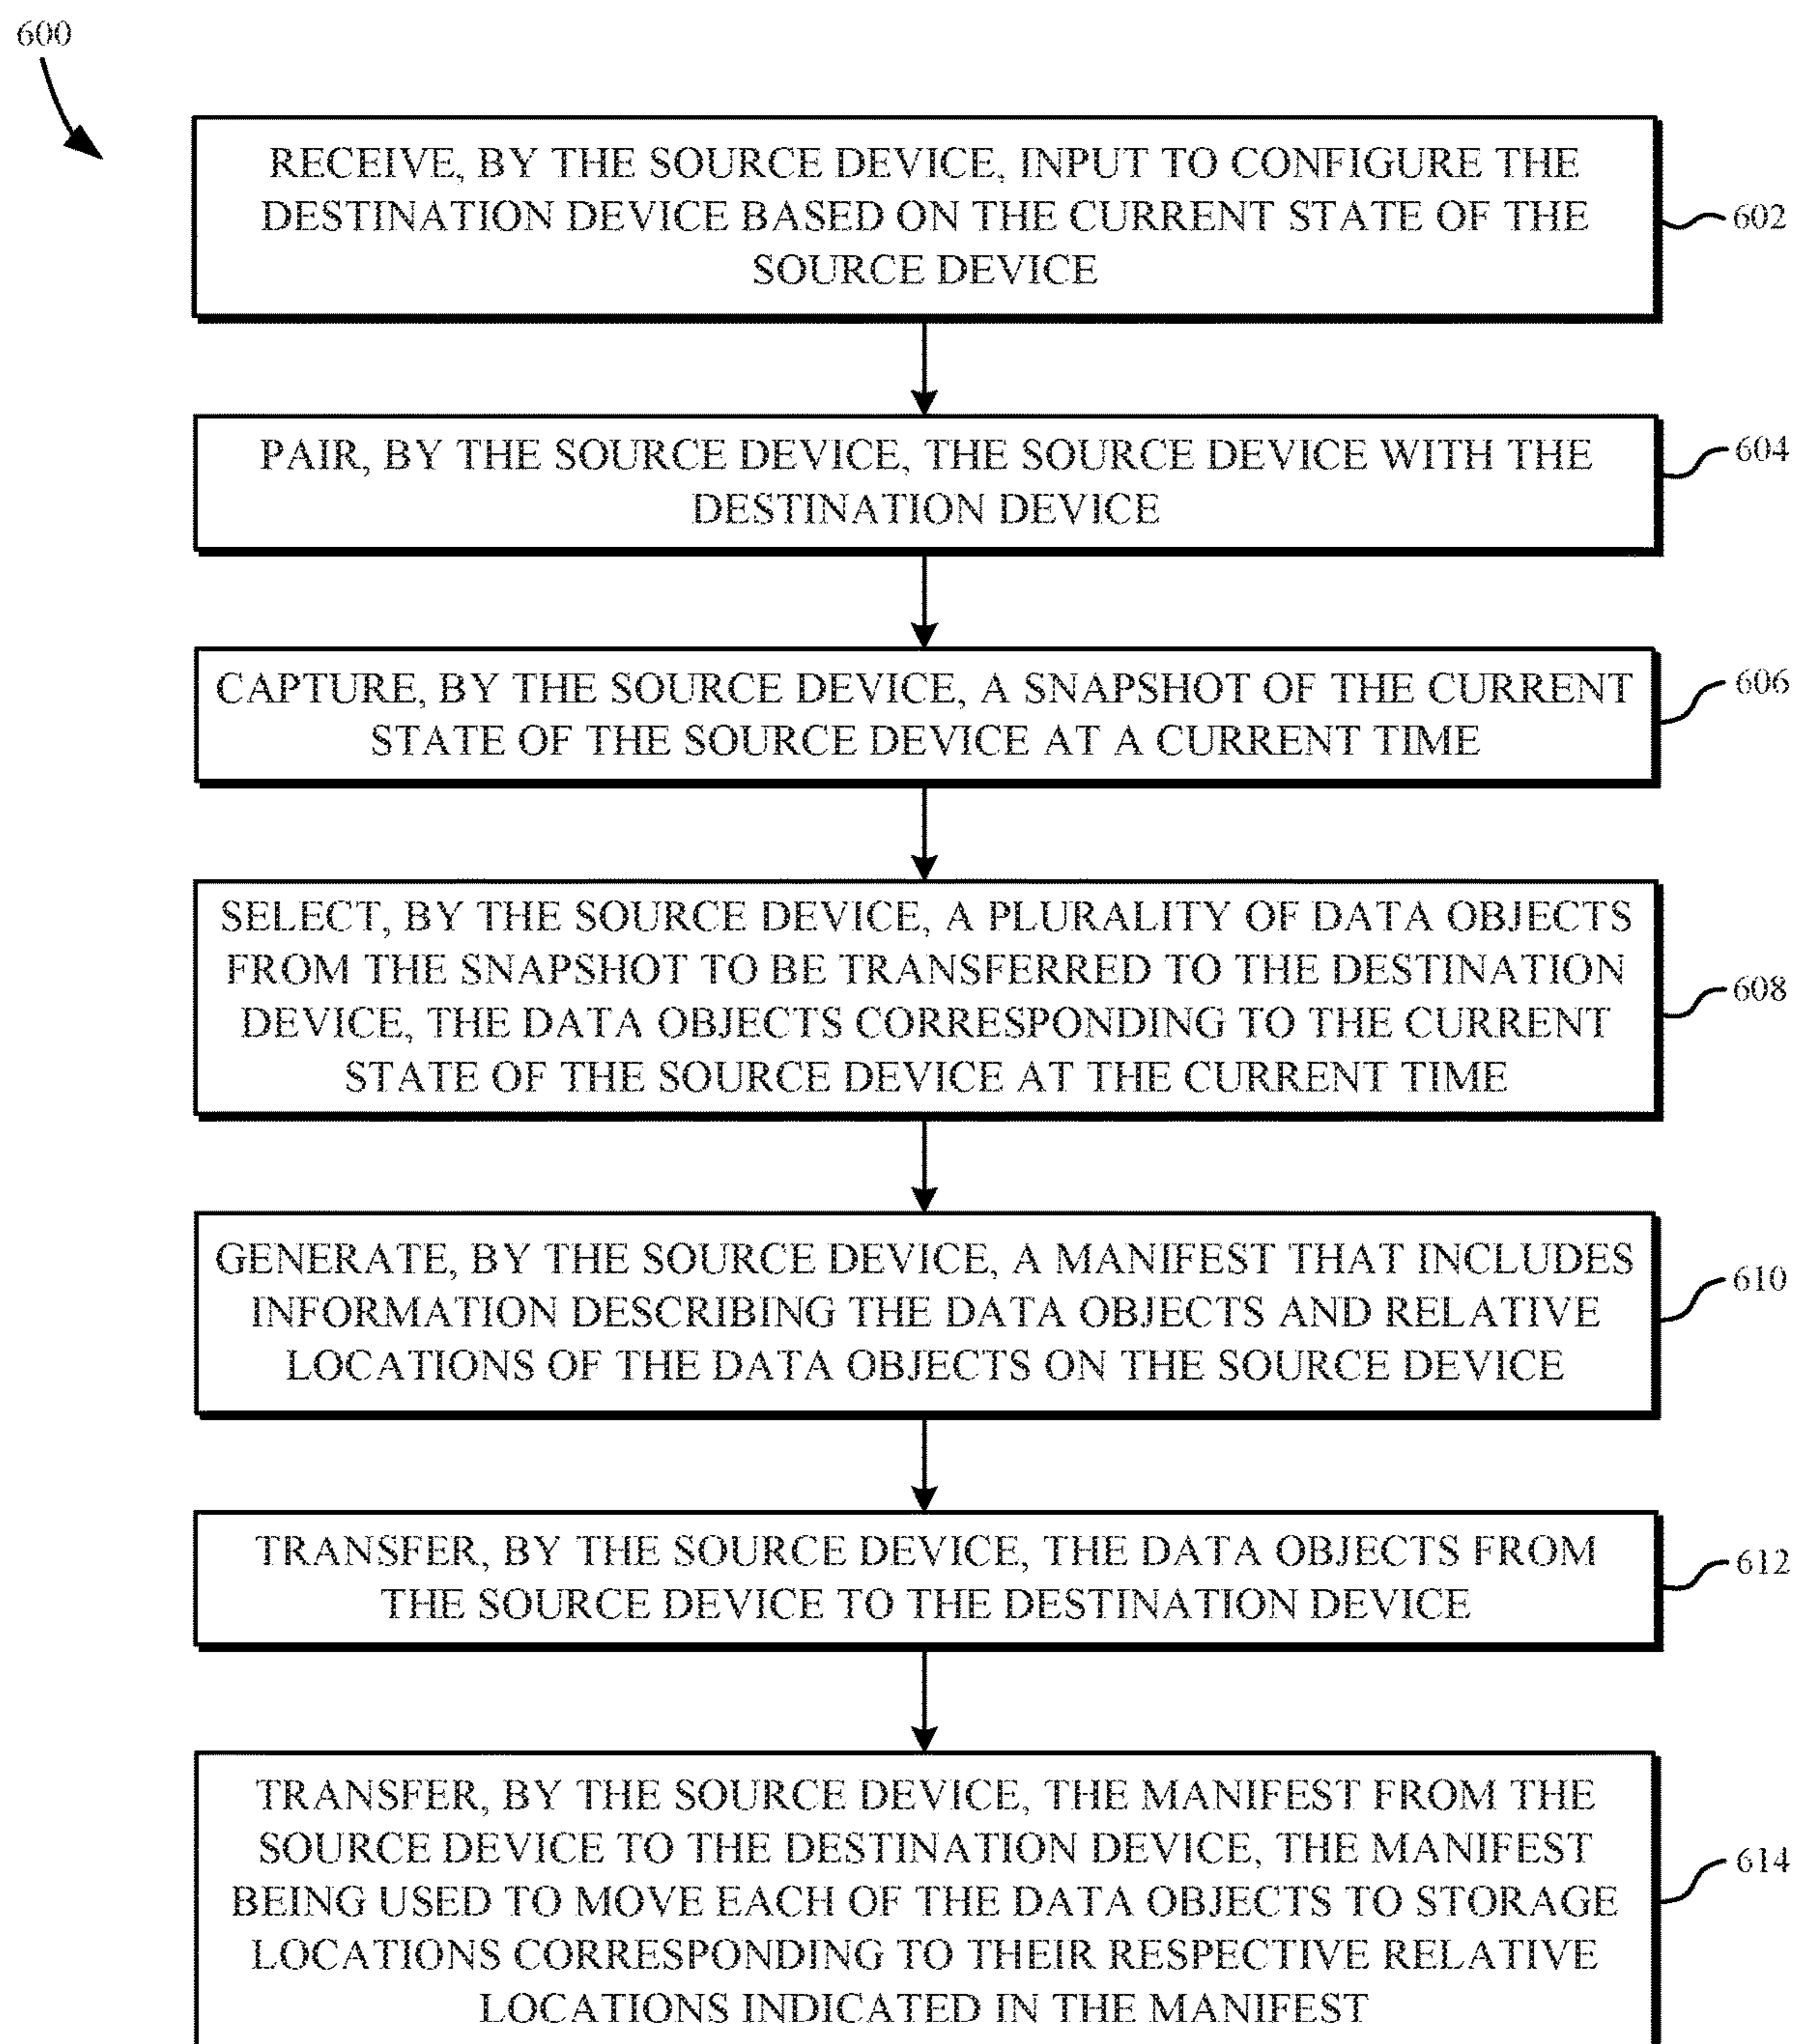 600
RECEIVE, BY THE SOURCE DEVICE, INPUT TO CONFIGURE THE
DESTINATION DEVICE BASED ON THE CURRENT STATE OF THE
SOURCE DEVICE
602
PAIR, BY THE SOURCE DEVICE, THE SOURCE DEVICE WITH THE
DESTINATION DEVICE
604
CAPTURE, BY THE SOURCE DEVICE, A SNAPSHOT OF THE CURRENT
STATE OF THE SOURCE DEVICE AT A CURRENT TIME
606
SELECT, BY THE SOURCE DEVICE, A PLURALITY OF DATA OBJECTS
FROM THE SNAPSHOT TO BE TRANSFERRED TO THE DESTINATION
DEVICE, THE DATA OBJECTS CORRESPONDING TO THE CURRENT
STATE OF THE SOURCE DEVICE AT THE CURRENT TIME
608
GENERATE, BY THE SOURCE DEVICE, A MANIFEST THAT INCLUDES
INFORMATION DESCRIBING THE DATA OBJECTS AND RELATIVE
LOCATIONS OF THE DATA OBJECTS ON THE SOURCE DEVICE
610
TRANSFER, BY THE SOURCE DEVICE, THE DATA OBJECTS FROM
THE SOURCE DEVICE TO THE DESTINATION DEVICE
612
TRANSFER, BY THE SOURCE DEVICE, THE MANIFEST FROM THE
SOURCE DEVICE TO THE DESTINATION DEVICE, THE MANIFEST
BEING USED TO MOVE EACH OF THE DATA OBJECTS TO STORAGE
LOCATIONS CORRESPONDING TO THEIR RESPECTIVE RELATIVE
LOCATIONS INDICATED IN THE MANIFEST
614